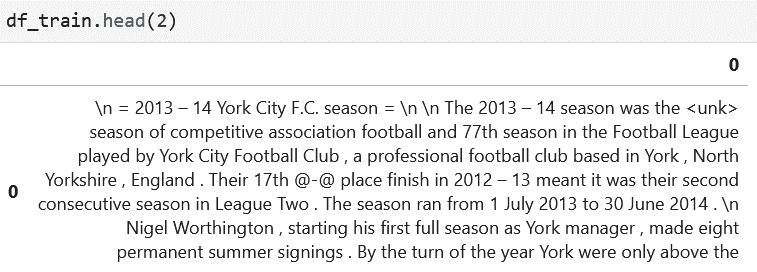 df_train.head(2)
0
\n = 2013 – 14 York City F.C. season = \n \n The 2013 – 14 season was the <unk>
season of competitive association football and 77th season in the Football League
played by York City Football Club , a professional football club based in York , North
0 Yorkshire , England . Their 17th @-@ place finish in 2012 – 13 meant it was their second
consecutive season in League Two . The season ran from 1 July 2013 to 30 June 2014 . \n
Nigel Worthington , starting his first full season as York manager , made eight
permanent summer signings . By the turn of the year York were only above the